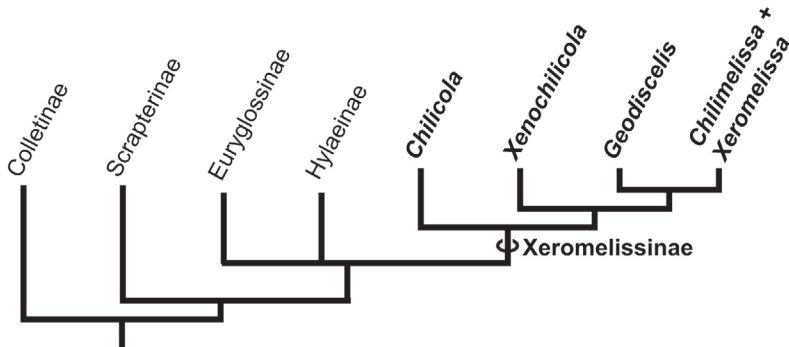 Colletinae
Scrapterinae
Euryglossinae
Hylaeinae
Chilicola
Xenochilicola
Geodiscelis
Chilimelissa +
Xeromelissa
Xeromelissinae